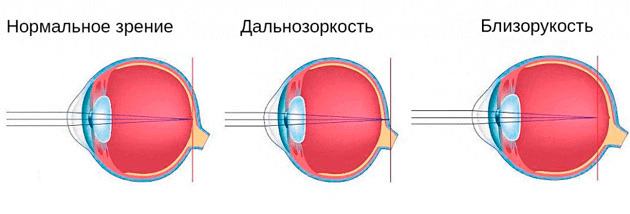 Нормальное зрение
Дальнозоркость
Близорукость